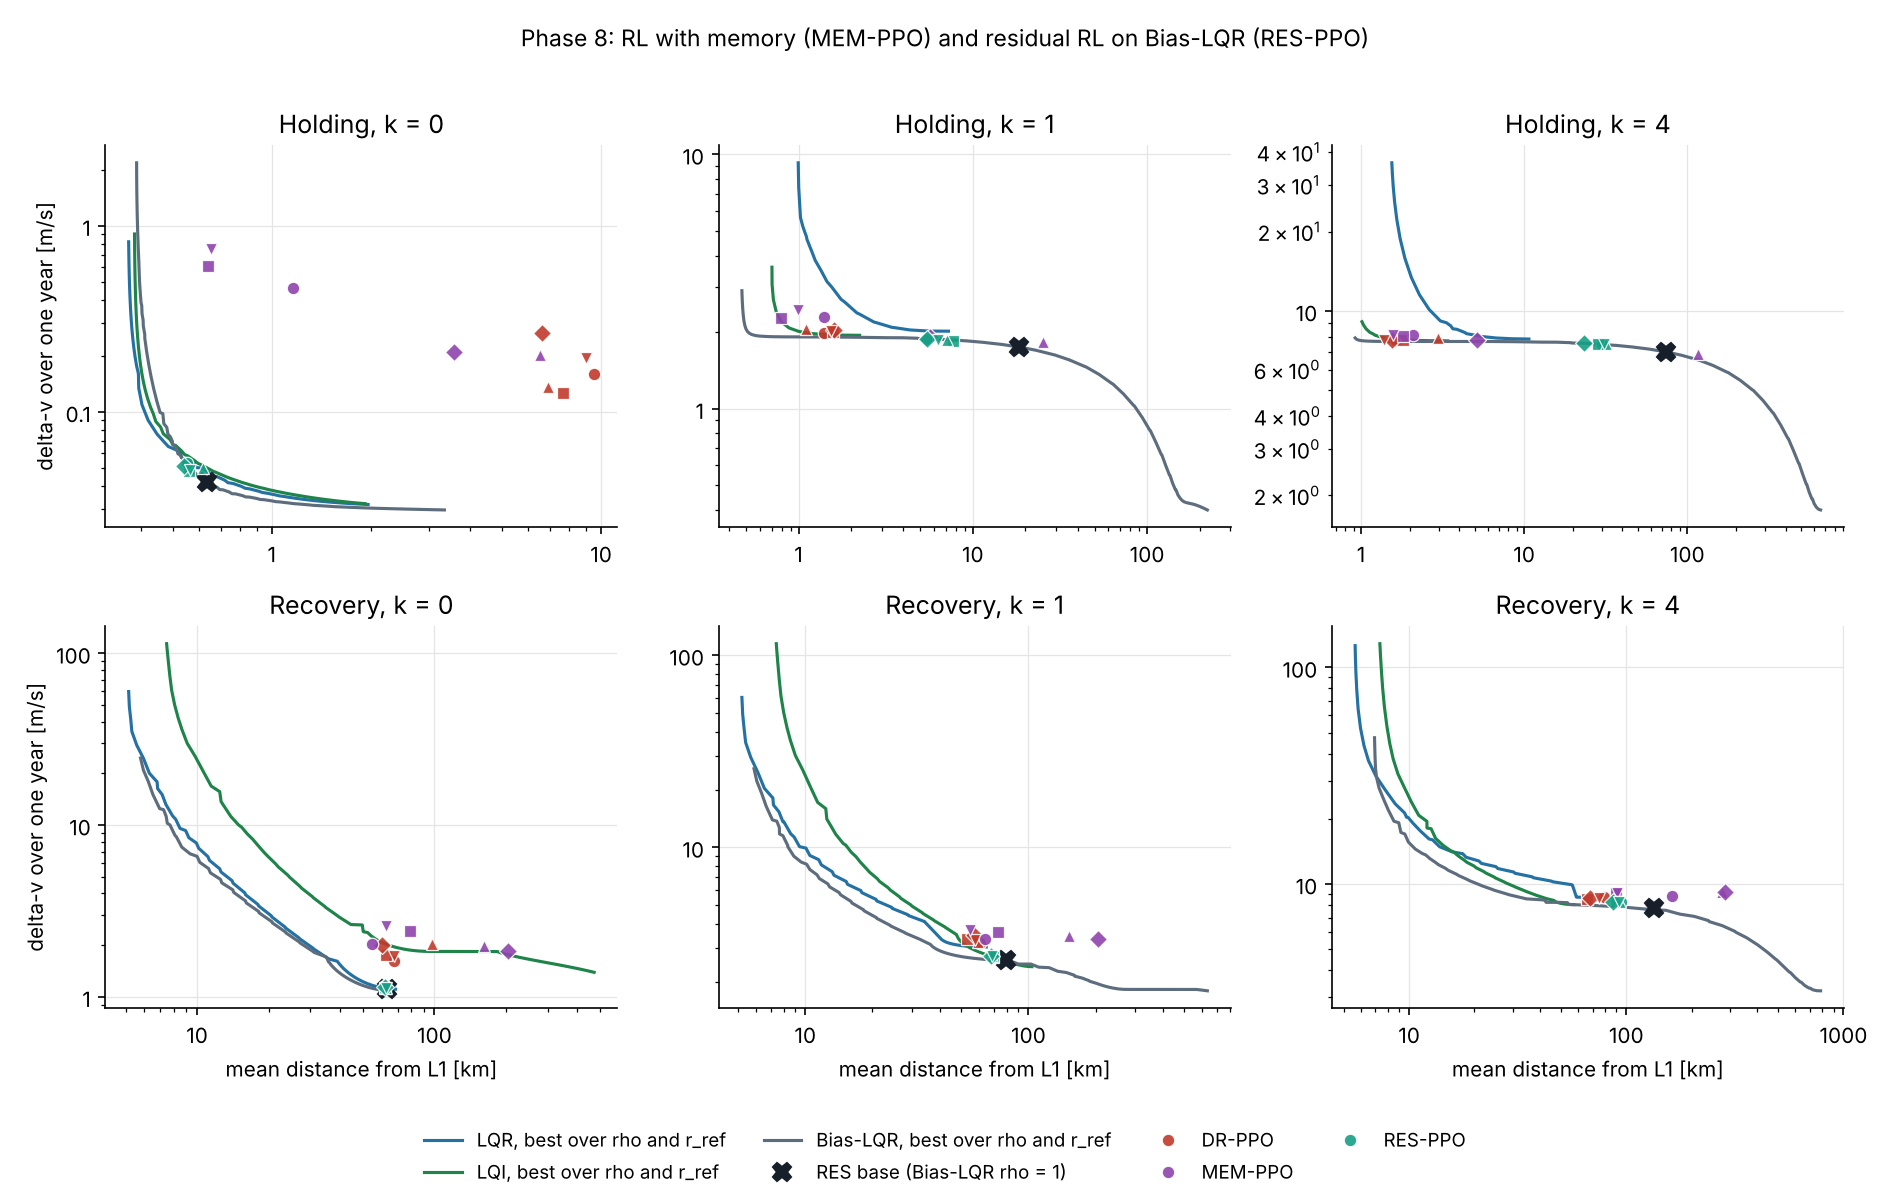 Phase 8: RL with memory (MEM-PPO) and residual RL on Bias-LQR (RES-PPO)
Holding, k = 0
delta-v over one year [m/s]
1
0.1
1
10
Holding, k = 1
10
1
1
10
100
Holding, k = 4
4 × 10¹
3 × 10¹
2 × 10¹
10
6 × 10⁰
4 × 10⁰
3 × 10⁰
2 × 10⁰
1
10
100
Recovery, k = 0
delta-v over one year [m/s]
100
10
1
10
100
mean distance from L1 [km]
Recovery, k = 1
100
10
10
100
mean distance from L1 [km]
Recovery, k = 4
100
10
10
100
1000
mean distance from L1 [km]
LQR, best over rho and r_ref
LQI, best over rho and r_ref
Bias-LQR, best over rho and r_ref
RES base (Bias-LQR rho = 1)
DR-PPO
MEM-PPO
RES-PPO